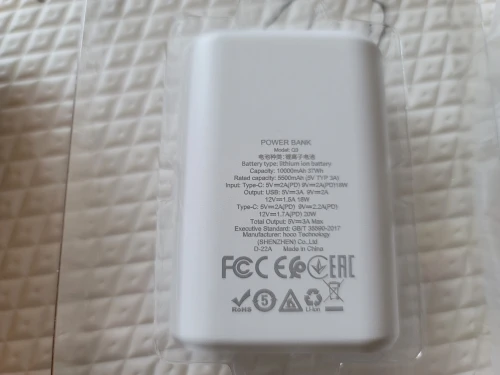 POWER BANK
Model: Q3
电池种类: 锂离子电池
Battery type: lithium ion battery
Capacity: 10000mAh 37Wh
Rated capacity: 5500mAh (5V TYP 3A)
Input: Type-C: 5V⎓2A(PD) 9V⎓2A(PD)18W
Output: USB: 5V⎓3A 9V⎓2A
12V⎓1.5A 18W
Type-C: 5V⎓2A(PD) 9V⎓2.2A(PD)
12V⎓1.7A(PD) 20W
Total Output: 5V⎓3A Max
Executive Standard: GB/T 35590-2017
Manufacturer: hoco Technology
(SHENZHEN) Co.,Ltd
D-22A Made in China
FC CE EAC
RoHS 5 Li-ion